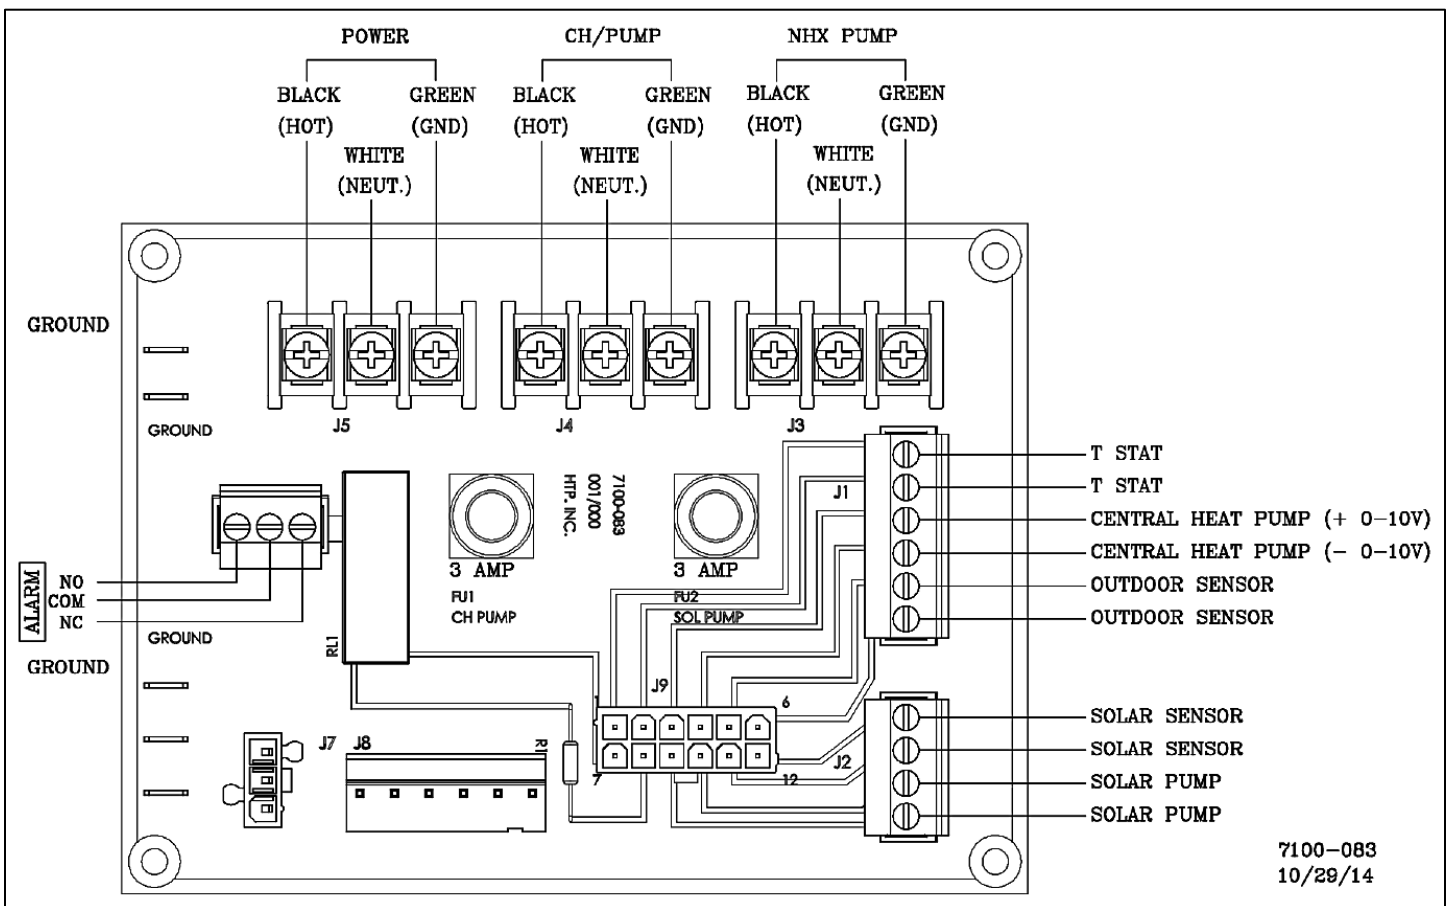 POWER CH/PUMP NHX PUMP
BLACK GREEN BLACK GREEN BLACK GREEN
(HOT) (GND) (HOT) (GND) (HOT) (GND)
WHITE WHITE WHITE
(NEUT.) (NEUT.) (NEUT.)
GROUND
J5 J4 J3
GROUND
T STAT
T STAT
J1
CENTRAL HEAT PUMP (+ 0-10V)
CENTRAL HEAT PUMP (- 0-10V)
OUTDOOR SENSOR
OUTDOOR SENSOR
7100-083
001/000
HTP. INC.
3 AMP 3 AMP
FU1 FU2
CH PUMP SOL PUMP
ALARM
NO
COM
NC
GROUND
RL1
GROUND
J9
1 6
7 12
J7 J8
R1
J2
SOLAR SENSOR
SOLAR SENSOR
SOLAR PUMP
SOLAR PUMP
7100-083
10/29/14